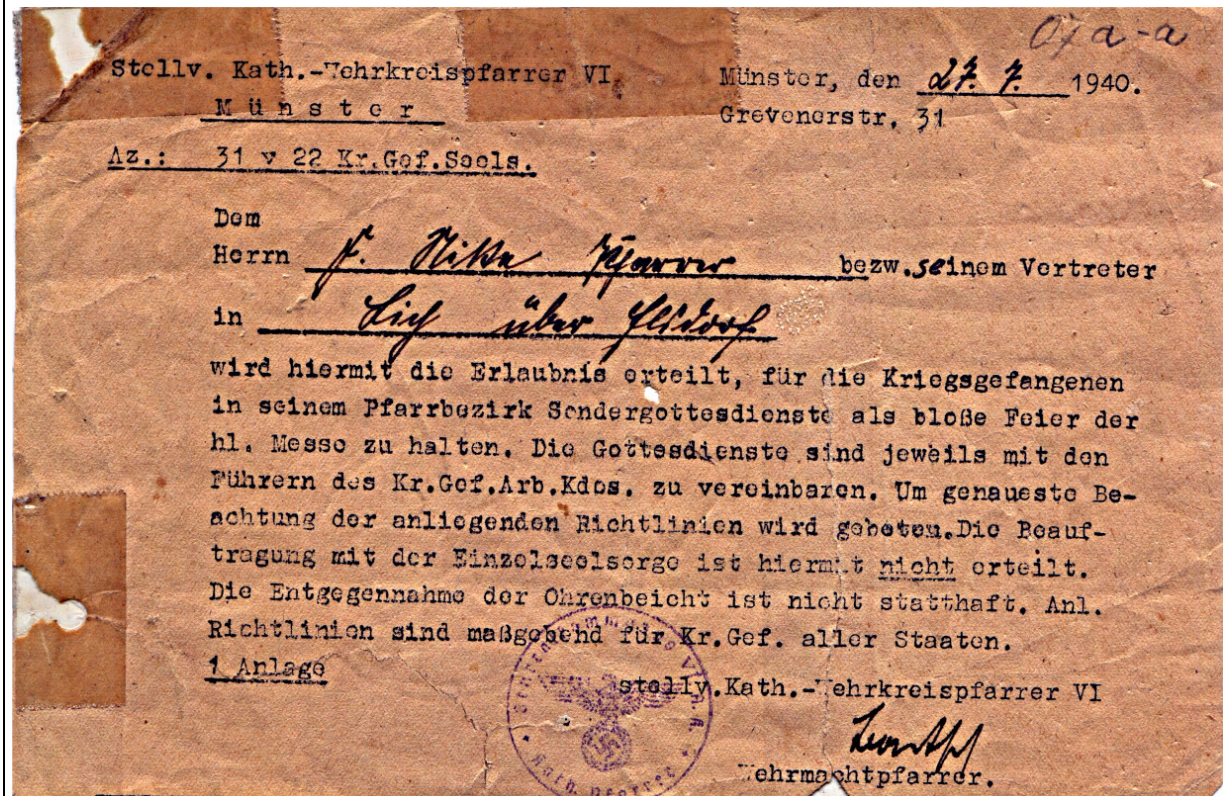 Stellv. Kath.-Wehrkreispfarrer VI
Münster, den 27. 7. 1940.
Münster
Grevenerstr. 31
Az.: 31 v 22 Kr.Gef.Seels.
Dem
Herrn P. Pfarrer bezw. seinem Vertreter
in Lich über Elsdorf
wird hiermit die Erlaubnis erteilt, für die Kriegsgefangenen
in seinem Pfarrbezirk Sondergottesdienste als bloße Feier der
hl. Messe zu halten. Die Gottesdienste sind jeweils mit den
Führern des Kr.Gef.Arb.Kdos. zu vereinbaren. Um genaueste Be-
achtung der anliegenden Richtlinien wird gebeten.Die Beauf-
tragung mit der Einzelseelsorge ist hiermit nicht erteilt.
Die Entgegennahme der Ohrenbeicht ist nicht statthaft. Anl.
Richtlinien sind maßgebend für Kr.Gef. aller Staaten.
1 Anlage
stellv.Kath.-Wehrkreispfarrer VI
Wehrmachtpfarrer.